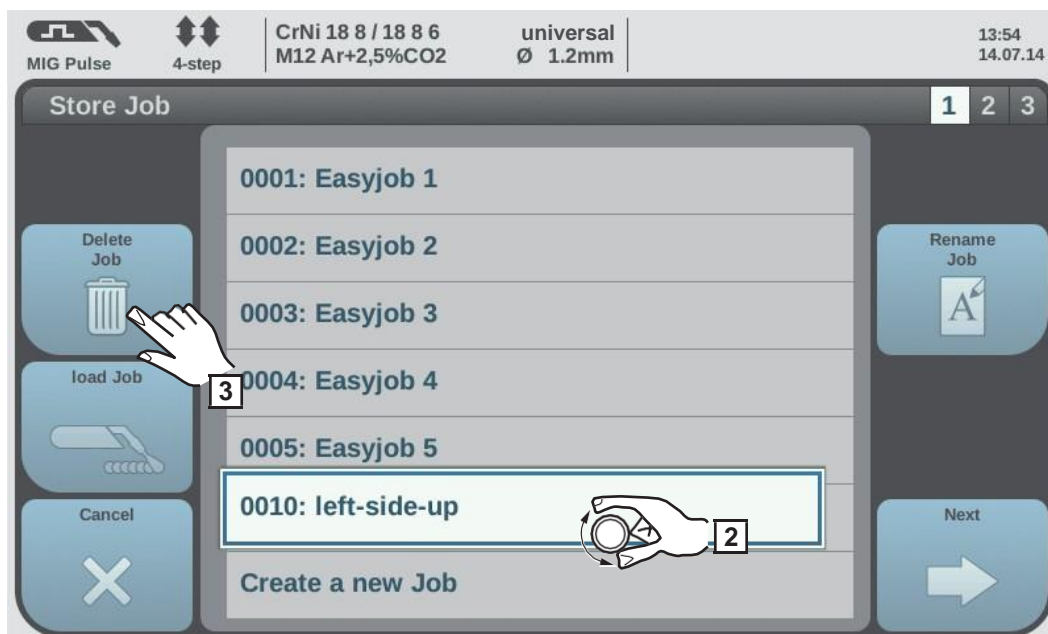 MIG Pulse
4-step
CrNi 18 8 / 18 8 6
M12 Ar+2,5%CO2
universal
Ø 1.2mm
13:54
14.07.14
Store Job
1 2 3
0001: Easyjob 1
0002: Easyjob 2
0003: Easyjob 3
0004: Easyjob 4
0005: Easyjob 5
0010: left-side-up
Create a new Job
Delete
Job
3
load Job
Cancel
2
Rename
Job
A
Next